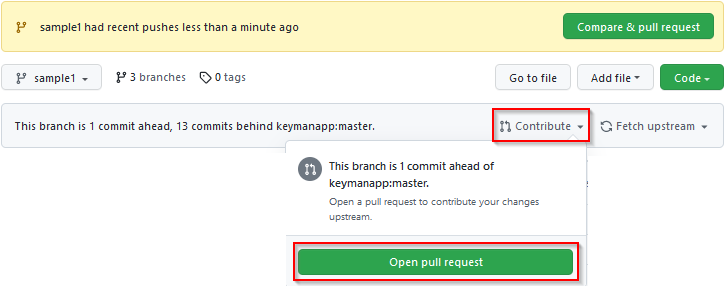 sample1 had recent pushes less than a minute ago
Compare & pull request
sample1
3 branches
0 tags
Go to file
Add file
Code
This branch is 1 commit ahead, 13 commits behind keymanapp:master.
Contribute
Fetch upstream
This branch is 1 commit ahead of
keymanapp:master.
Open a pull request to contribute your changes
upstream.
Open pull request